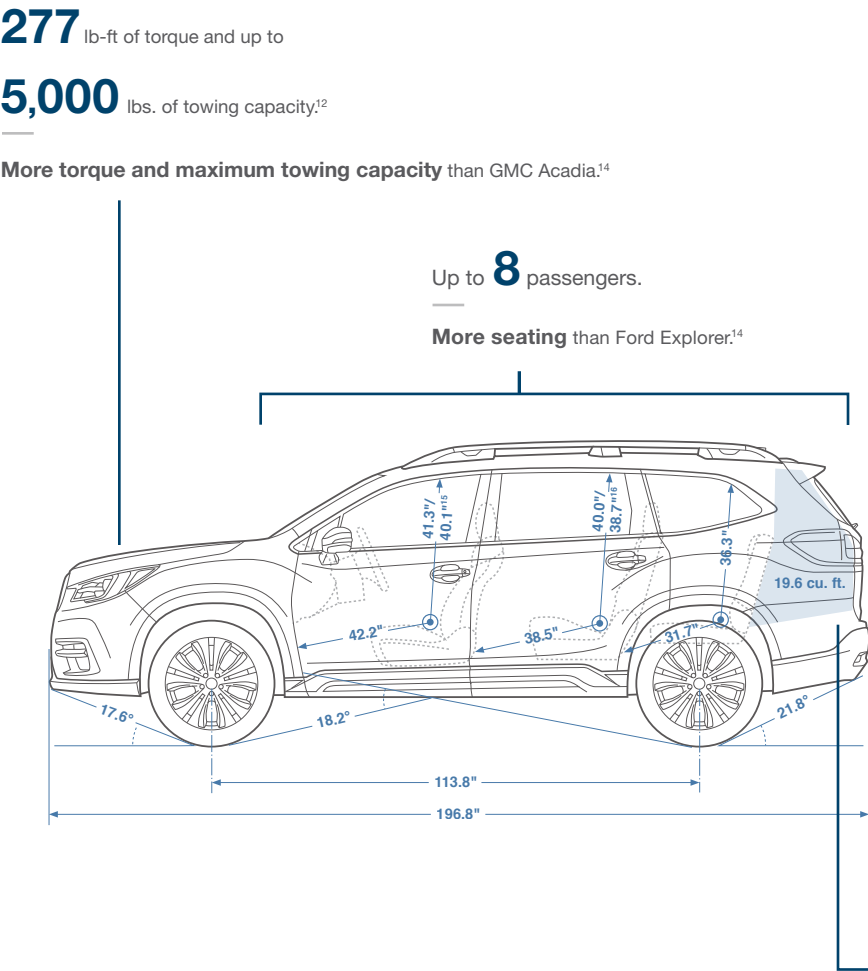 277 lb-ft of torque and up to
5,000 lbs. of towing capacity.12
More torque and maximum towing capacity than GMC Acadia.14
Up to 8 passengers.
More seating than Ford Explorer.14
41.3"/
40.1"15
40.0"/
38.7"16
36.3"
19.6 cu. ft.
42.2"
38.5"
31.7"
17.6°
18.2°
21.8°
113.8"
196.8"